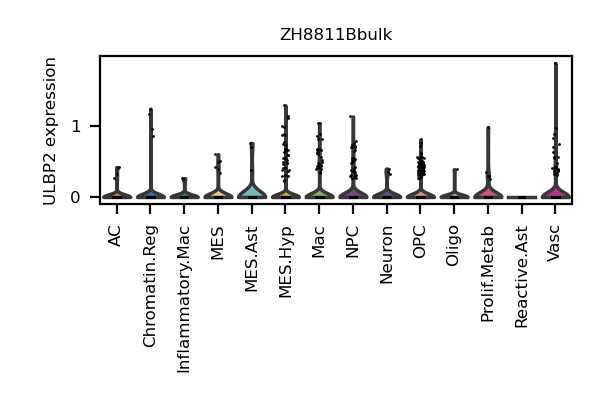 ZH8811Bbulk
ULBP2 expression
1
0
AC
Chromatin.Reg
Inflammatory.Mac
MES
MES.Ast
MES.Hyp
Mac
NPC
Neuron
OPC
Oligo
Prolif.Metab
Reactive.Ast
Vasc